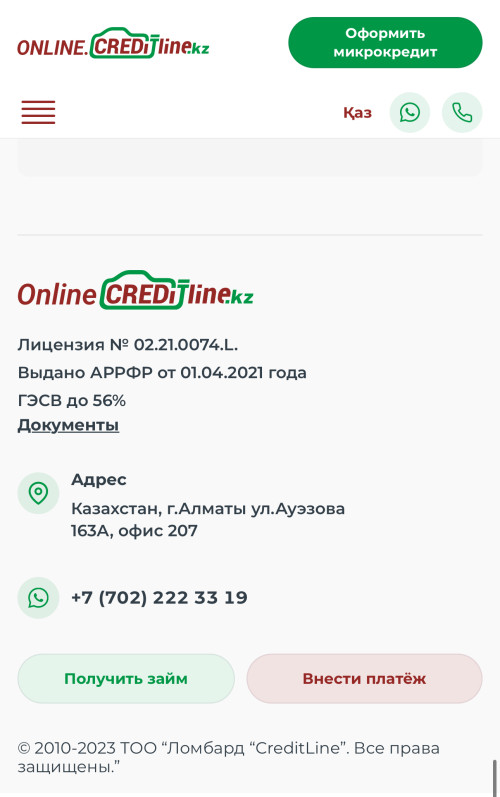 ONLINE.CREDiTline.kz
Оформить
микрокредит
Қаз
Online CREDiTline.kz
Лицензия № 02.21.0074.L.
Выдано АРРФР от 01.04.2021 года
ГЭСВ до 56%
Документы
Адрес
Казахстан, г.Алматы ул.Ауэзова
163А, офис 207
+7 (702) 222 33 19
Получить займ
Внести платёж
© 2010-2023 ТОО “Ломбард “CreditLine”. Все права
защищены.”